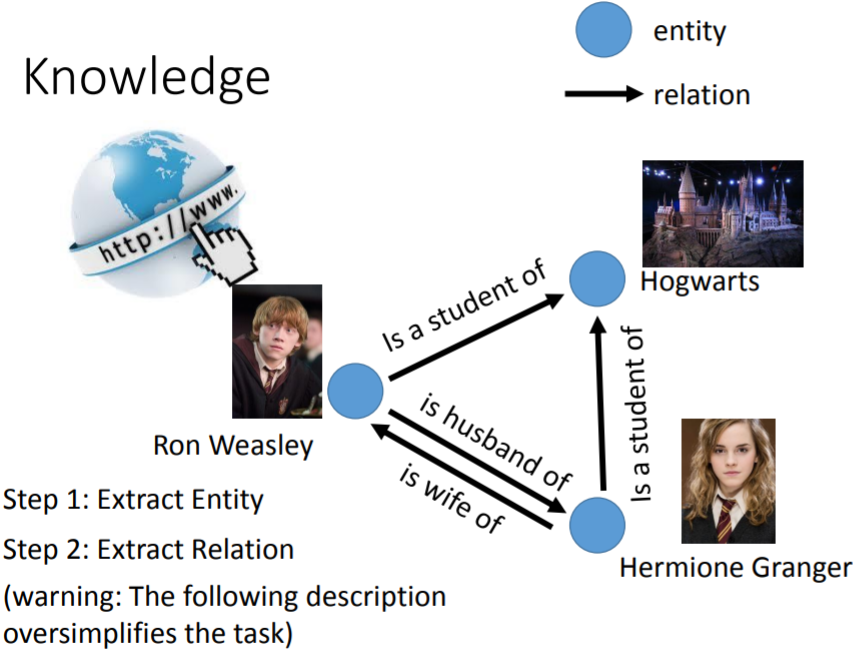 Knowledge
entity
relation
http://www.
Hogwarts
Is a student of
Is a student of
is husband of
is wife of
Ron Weasley
Hermione Granger
Step 1: Extract Entity
Step 2: Extract Relation
(warning: The following description
oversimplifies the task)